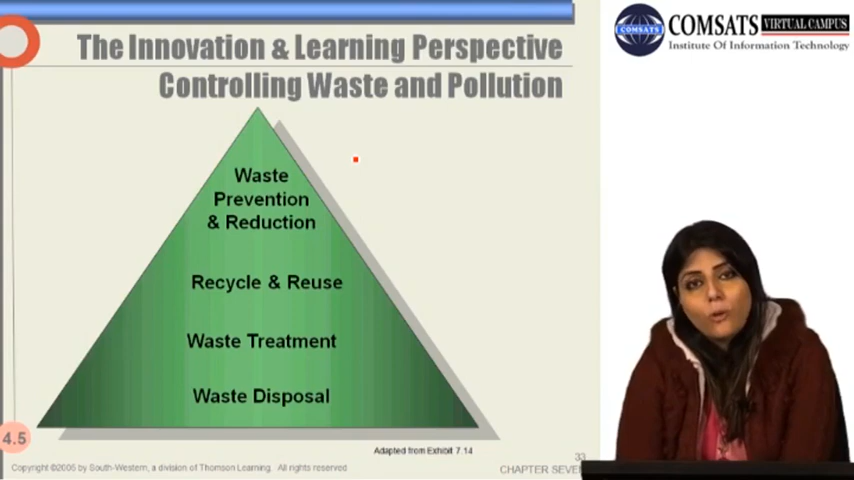 The Innovation & Learning Perspective
Controlling Waste and Pollution
COMSATS
COMSATS VIRTUAL CAMPUS
Institute Of Information Technology
Waste
Prevention
& Reduction
Recycle & Reuse
Waste Treatment
Waste Disposal
4.5
Adapted from Exhibit 7.14
33
Copyright ©2005 by South-Western, a division of Thomson Learning. All rights reserved
CHAPTER SEVEN